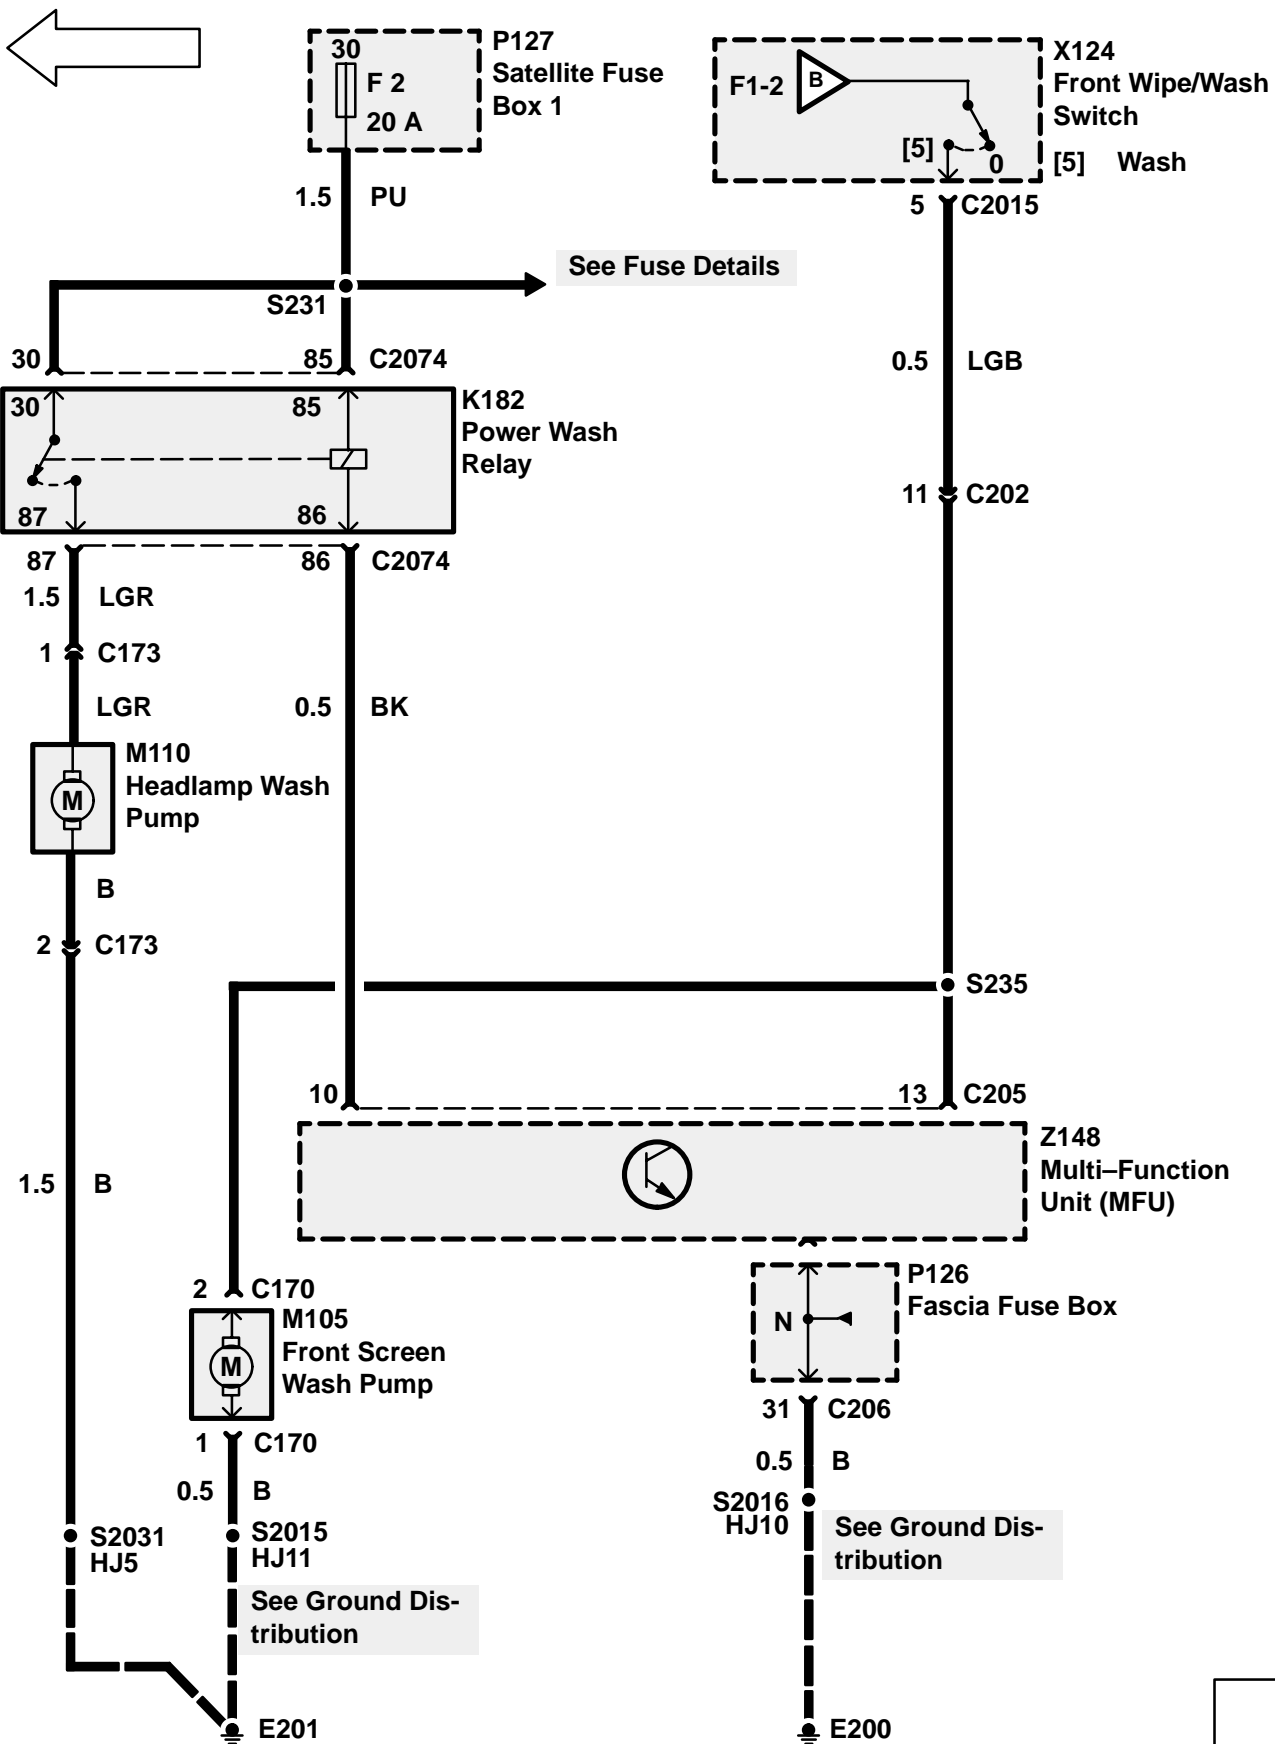 30
F 2
20 A
P127
Satellite Fuse
Box 1
F1-2
B
[5]
0
X124
Front Wipe/Wash
Switch
[5] Wash
1.5 PU
5 C2015
See Fuse Details
S231
30
85 C2074
0.5 LGB
30
85
K182
Power Wash
Relay
87
86
11 C202
87
86 C2074
1.5 LGR
1 C173
LGR
0.5 BK
M110
Headlamp Wash
Pump
M
B
2 C173
S235
10
13 C205
Z148
Multi–Function
Unit (MFU)
1.5 B
2 C170
M105
Front Screen
Wash Pump
M
P126
Fascia Fuse Box
N
1 C170
31 C206
0.5 B
0.5 B
S2031
HJ5
S2015
HJ11
S2016
HJ10
See Ground Dis-
tribution
See Ground Dis-
tribution
E201
E200